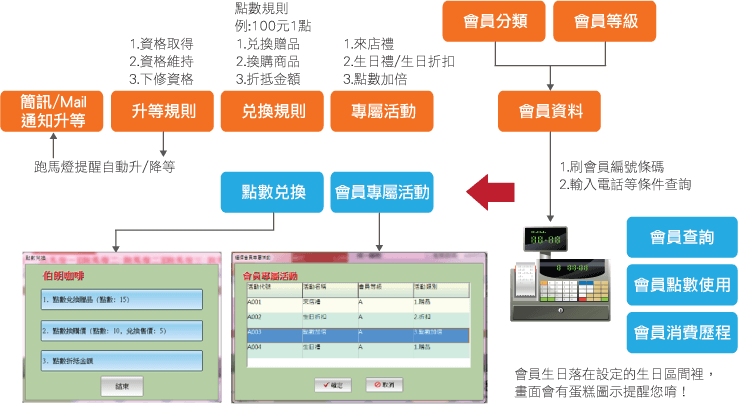 點數規則
例:100元1點
會員分類
會員等級
1.資格取得
2.資格維持
3.下修資格
1.兌換贈品
2.換購商品
3.折抵金額
1.來店禮
2.生日禮/生日折扣
3.點數加倍
簡訊/Mail
通知升等
升等規則
兌換規則
專屬活動
會員資料
跑馬燈提醒自動升/降等
1.刷會員編號條碼
2.輸入電話等條件查詢
點數兌換
會員專屬活動
會員查詢
會員點數使用
會員消費歷程
點數兌換
伯朗咖啡
1. 點數兌換贈品 (點數: 15)
2. 點數換購價 (點數: 10, 兌換售價: 5)
3. 點數折抵金額
結束
會員專屬活動
活動代號 活動名稱 會員等級 活動類別
A001 來店禮 A 1.贈品
A002 生日折扣 A 2.折扣
A003 點數加倍 A 3.點數加倍
A004 生日禮 A 1.贈品
確定
取消
會員生日落在設定的生日區間裡，
畫面會有蛋糕圖示提醒您唷！